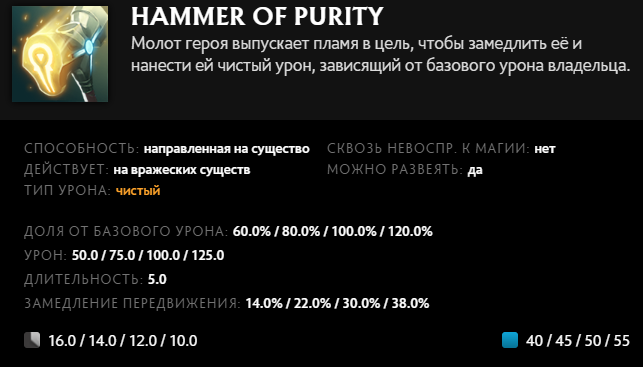 HAMMER OF PURITY
Молот героя выпускает пламя в цель, чтобы замедлить её и
нанести ей чистый урон, зависящий от базового урона владельца.
СПОСОБНОСТЬ: направленная на существо СКВОЗЬ НЕВОСПР. К МАГИИ: нет
ДЕЙСТВУЕТ: на вражеских существ МОЖНО РАЗВЕЯТЬ: да
ТИП УРОНА: чистый
ДОЛЯ ОТ БАЗОВОГО УРОНА: 60.0% / 80.0% / 100.0% / 120.0%
УРОН: 50.0 / 75.0 / 100.0 / 125.0
ДЛИТЕЛЬНОСТЬ: 5.0
ЗАМЕДЛЕНИЕ ПЕРЕДВИЖЕНИЯ: 14.0% / 22.0% / 30.0% / 38.0%
16.0 / 14.0 / 12.0 / 10.0 40 / 45 / 50 / 55